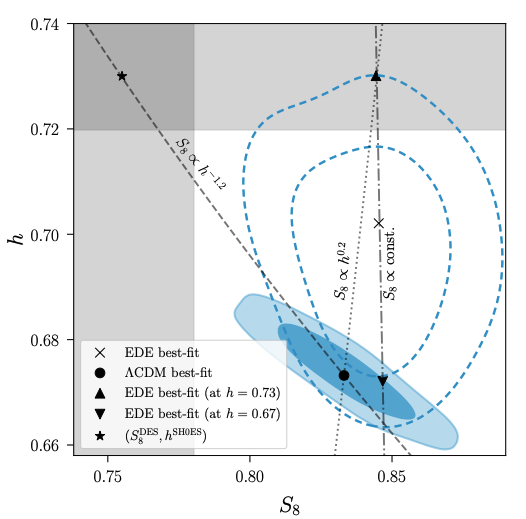 0.74
0.72
0.70
0.68
0.66
h
S₈ ∝ h⁻¹·²
S₈ ∝ h⁰·²
S₈ ∝ const.
EDE best-fit
ΛCDM best-fit
EDE best-fit (at h = 0.73)
EDE best-fit (at h = 0.67)
(S₈^DES, h^SH0ES)
0.75
0.80
0.85
S₈